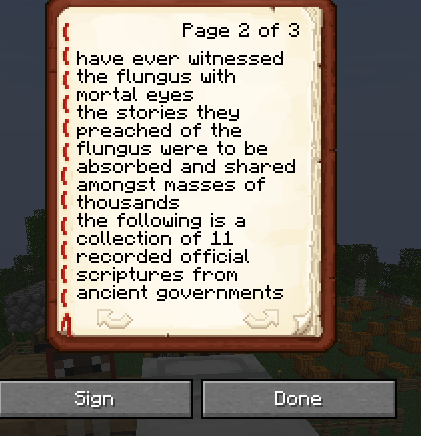 Page 2 of 3
have ever witnessed
the flungus with
mortal eyes
the stories they
preached of the
flungus were to be
absorbed and shared
amongst masses of
thousands
the following is a
collection of 11
recorded official
scriptures from
ancient governments
Sign
Done